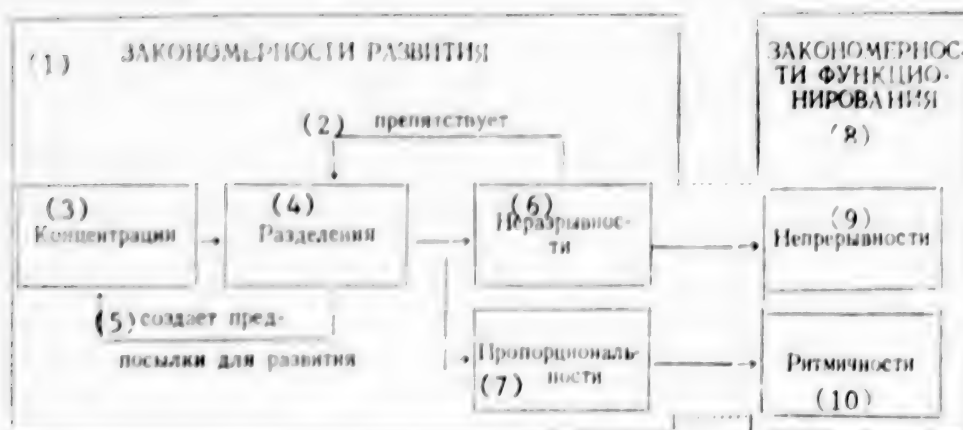 (1) ЗАКОНОМЕРНОСТИ РАЗВИТИЯ
(2) препятствует
(3)
Концентрации
(4)
Разделения
(6)
Неразрывнос-
ти
(5) создает пред-
посылки для развития
Пропорциональ-
(7) ности
ЗАКОНОМЕРНОС-
ТИ ФУНКЦИО-
НИРОВАНИЯ
(8)
(9)
Непрерывности
Ритмичности
(10)